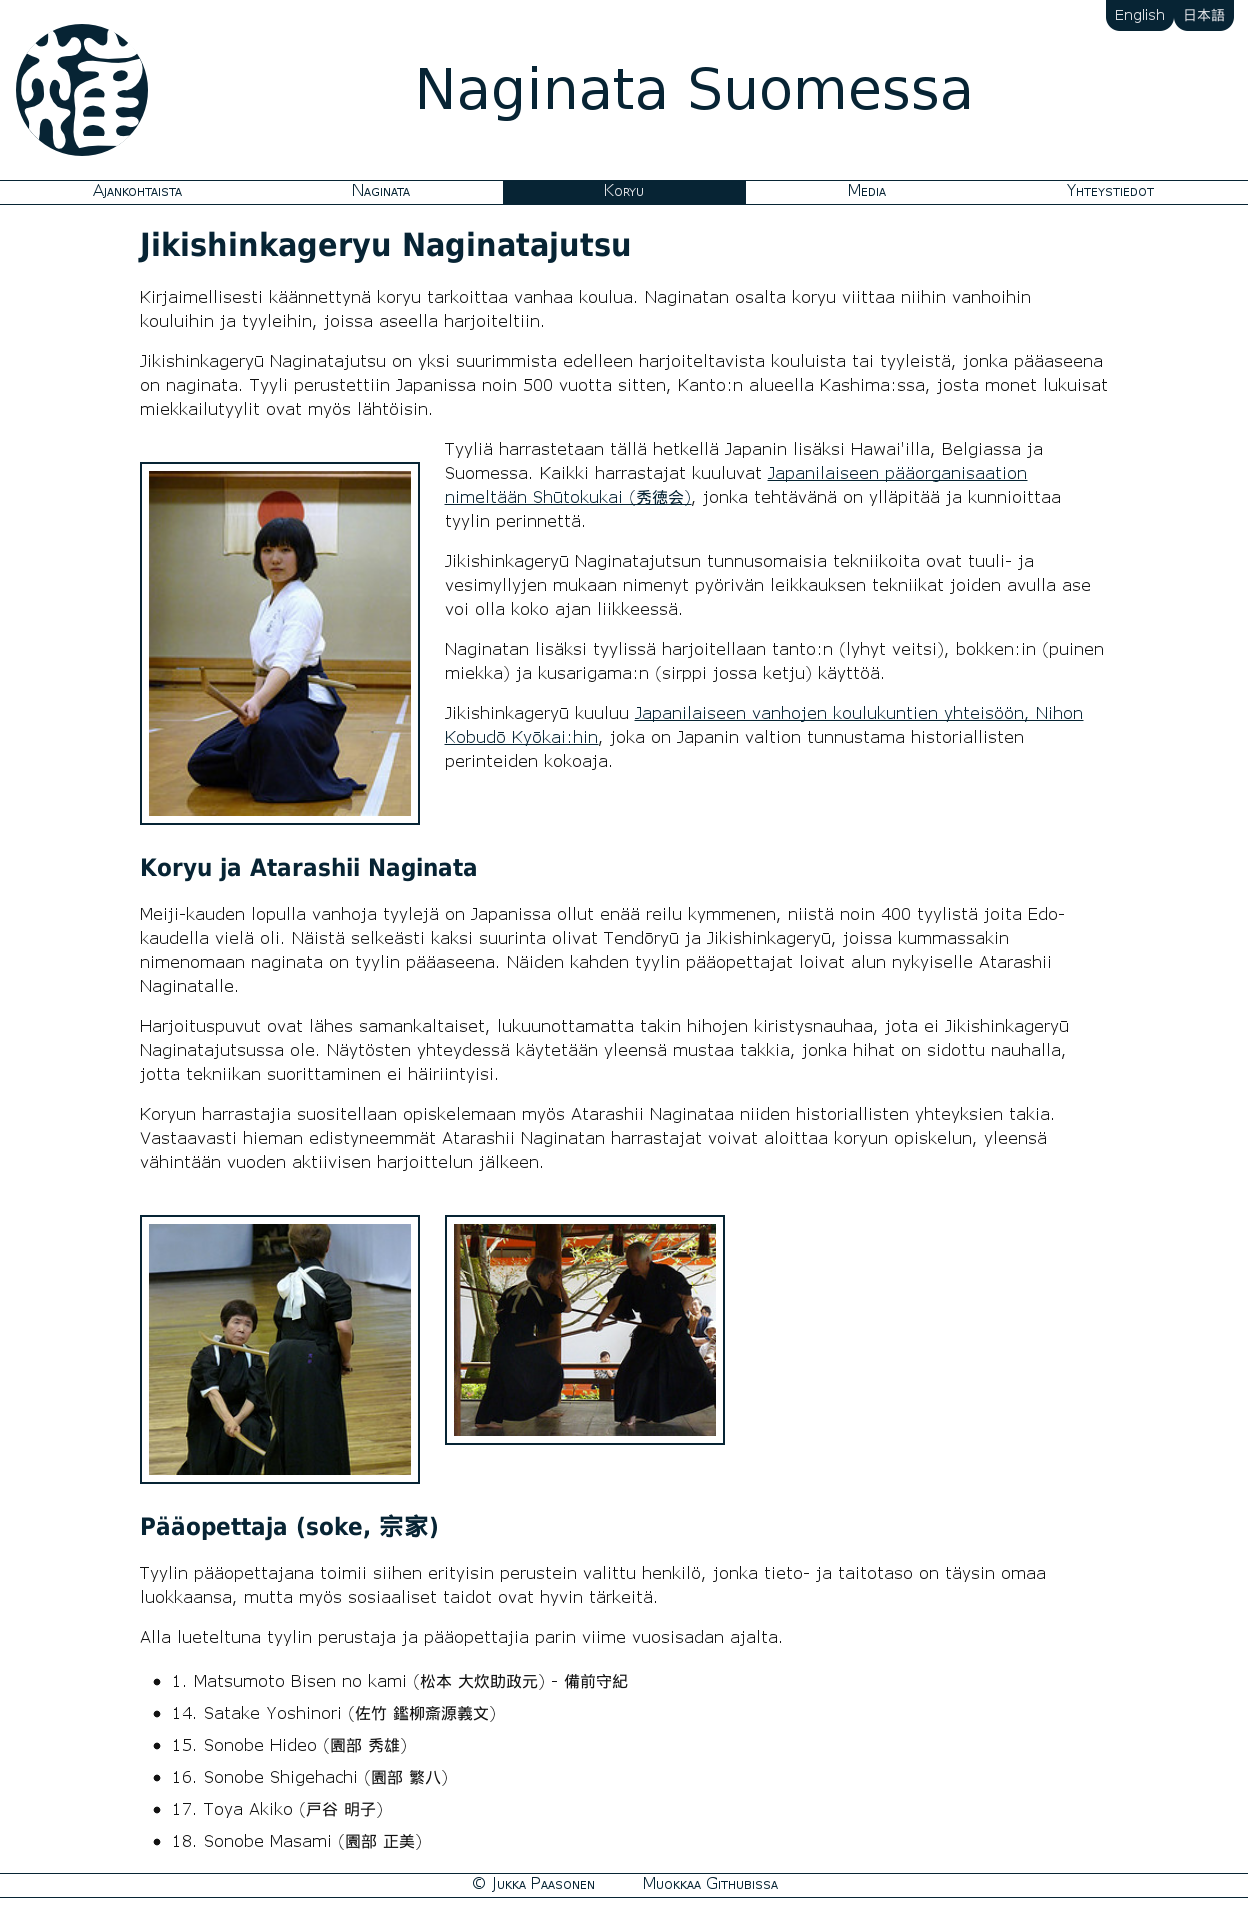 English 日本語
Naginata Suomessa
Ajankohtaista Naginata Koryu Media Yhteystiedot
Jikishinkageryu Naginatajutsu
Kirjaimellisesti käännettynä koryu tarkoittaa vanhaa koulua. Naginatan osalta koryu viittaa niihin vanhoihin
kouluihin ja tyyleihin, joissa aseella harjoiteltiin.
Jikishinkageryū Naginatajutsu on yksi suurimmista edelleen harjoiteltavista kouluista tai tyyleistä, jonka pääaseena
on naginata. Tyyli perustettiin Japanissa noin 500 vuotta sitten, Kanto:n alueella Kashima:ssa, josta monet lukuisat
miekkailutyylit ovat myös lähtöisin.
Tyyliä harrastetaan tällä hetkellä Japanin lisäksi Hawai'illa, Belgiassa ja
Suomessa. Kaikki harrastajat kuuluvat Japanilaiseen pääorganisaation
nimeltään Shūtokukai (秀徳会), jonka tehtävänä on ylläpitää ja kunnioittaa
tyylin perinnettä.
Jikishinkageryū Naginatajutsun tunnusomaisia tekniikoita ovat tuuli- ja
vesimyllyjen mukaan nimenyt pyörivän leikkauksen tekniikat joiden avulla ase
voi olla koko ajan liikkeessä.
Naginatan lisäksi tyylissä harjoitellaan tanto:n (lyhyt veitsi), bokken:in (puinen
miekka) ja kusarigama:n (sirppi jossa ketju) käyttöä.
Jikishinkageryū kuuluu Japanilaiseen vanhojen koulukuntien yhteisöön, Nihon
Kobudō Kyōkai:hin, joka on Japanin valtion tunnustama historiallisten
perinteiden kokoaja.
Koryu ja Atarashii Naginata
Meiji-kauden lopulla vanhoja tyylejä on Japanissa ollut enää reilu kymmenen, niistä noin 400 tyylistä joita Edo-
kaudella vielä oli. Näistä selkeästi kaksi suurinta olivat Tendōryū ja Jikishinkageryū, joissa kummassakin
nimenomaan naginata on tyylin pääaseena. Näiden kahden tyylin pääopettajat loivat alun nykyiselle Atarashii
Naginatalle.
Harjoituspuvut ovat lähes samankaltaiset, lukuunottamatta takin hihojen kiristysnauhaa, jota ei Jikishinkageryū
Naginatajutsussa ole. Näytösten yhteydessä käytetään yleensä mustaa takkia, jonka hihat on sidottu nauhalla,
jotta tekniikan suorittaminen ei häiriintyisi.
Koryun harrastajia suositellaan opiskelemaan myös Atarashii Naginataa niiden historiallisten yhteyksien takia.
Vastaavasti hieman edistyneemmät Atarashii Naginatan harrastajat voivat aloittaa koryun opiskelun, yleensä
vähintään vuoden aktiivisen harjoittelun jälkeen.
Pääopettaja (soke, 宗家)
Tyylin pääopettajana toimii siihen erityisin perustein valittu henkilö, jonka tieto- ja taitotaso on täysin omaa
luokkaansa, mutta myös sosiaaliset taidot ovat hyvin tärkeitä.
Alla lueteltuna tyylin perustaja ja pääopettajia parin viime vuosisadan ajalta.
• 1. Matsumoto Bisen no kami (松本 大炊助政元) - 備前守紀
• 14. Satake Yoshinori (佐竹 鑑柳斎源義文)
• 15. Sonobe Hideo (園部 秀雄)
• 16. Sonobe Shigehachi (園部 繁八)
• 17. Toya Akiko (戸谷 明子)
• 18. Sonobe Masami (園部 正美)
© Jukka Paasonen Muokkaa Githubissa